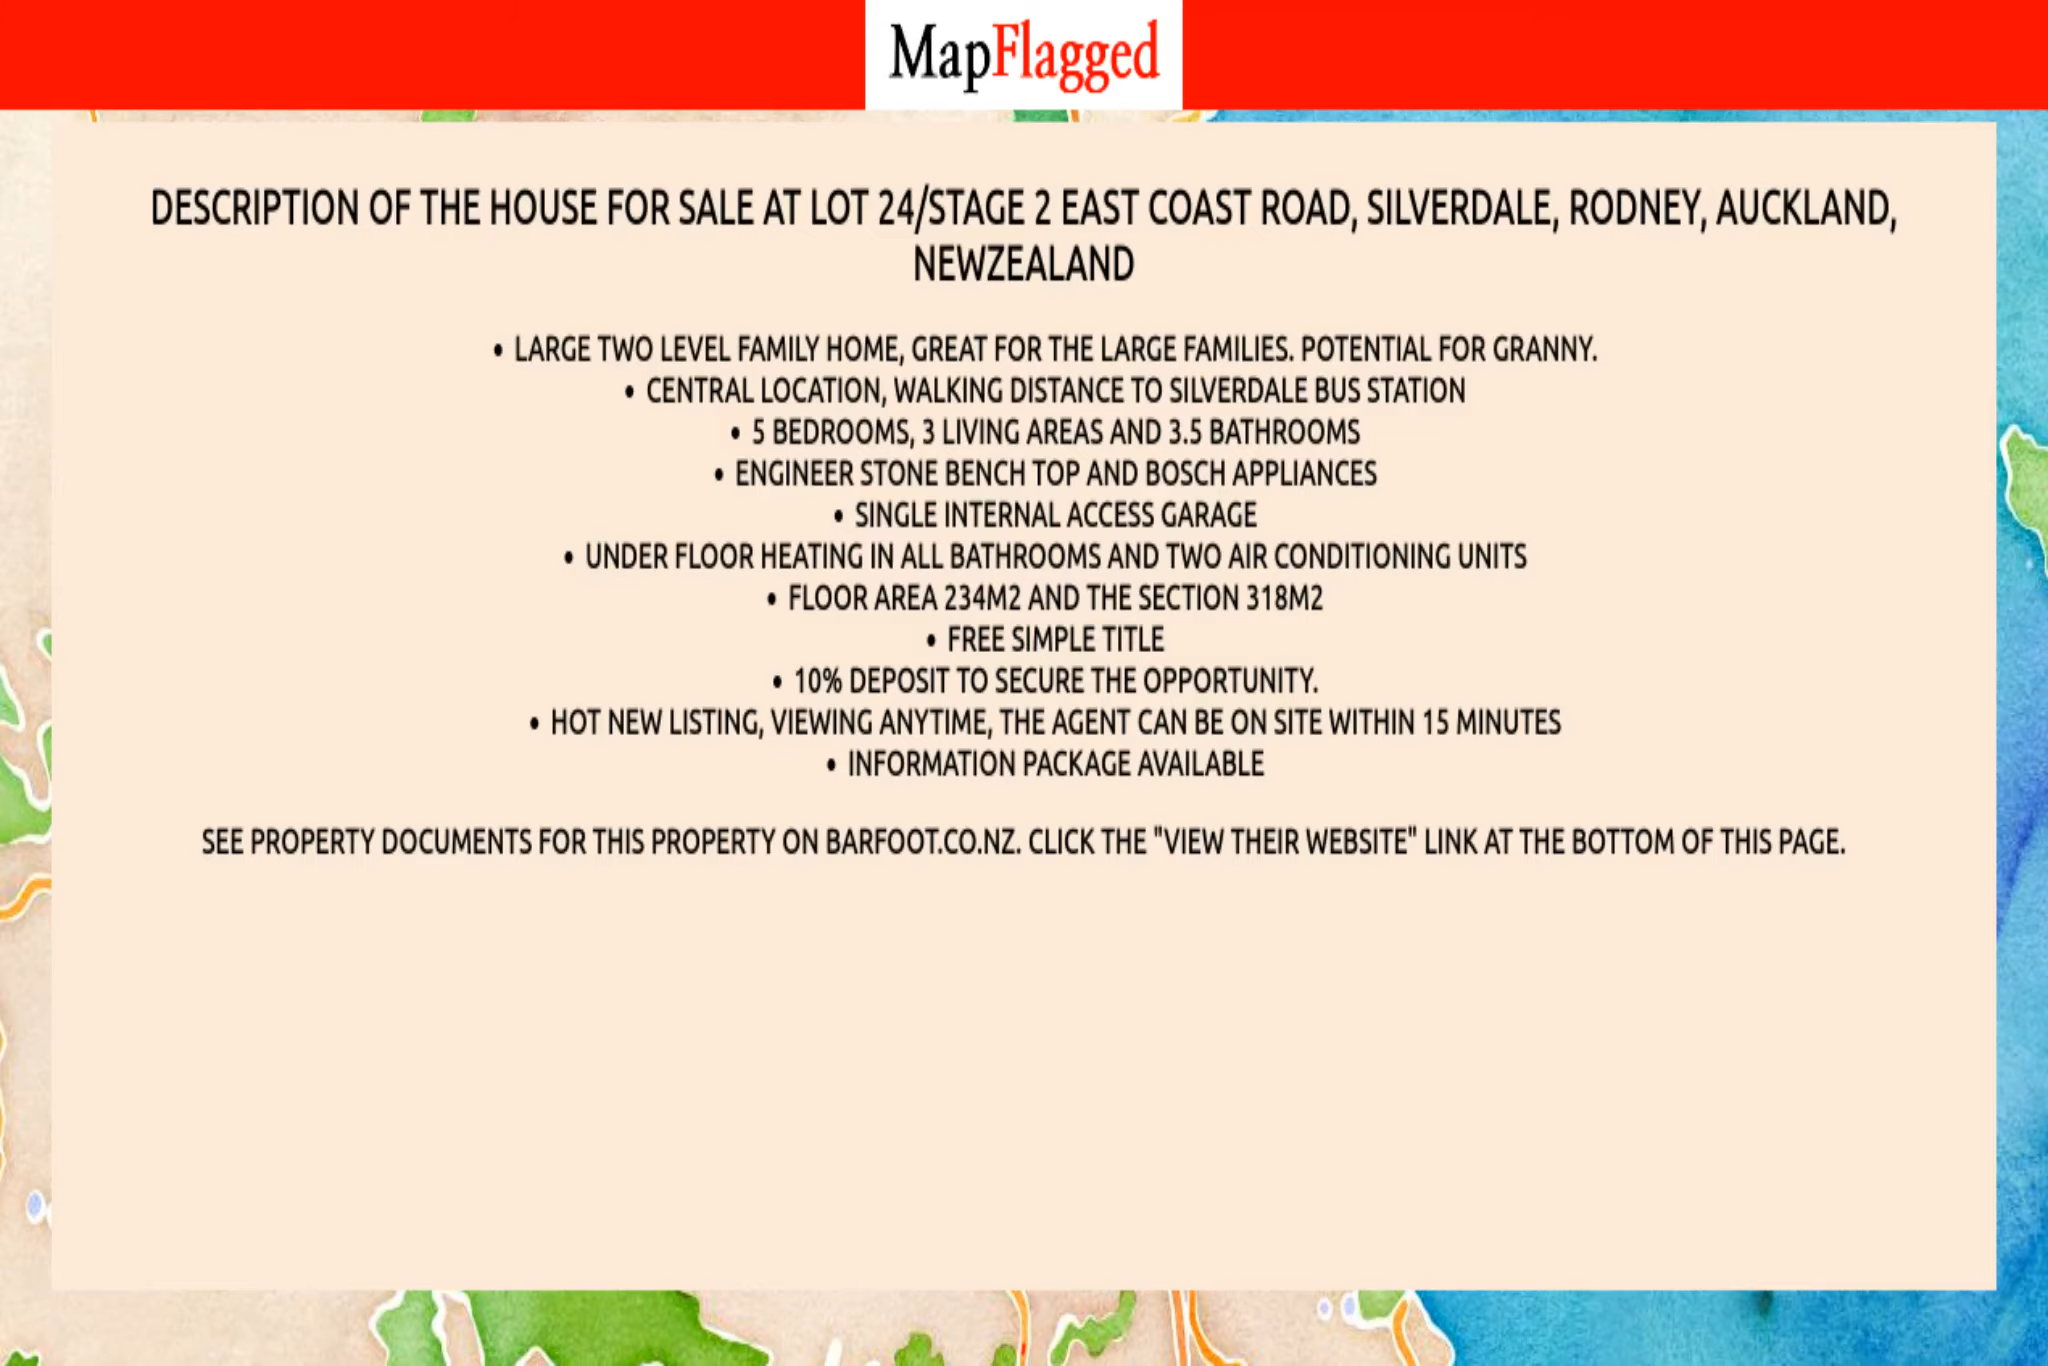 MapFlagged
DESCRIPTION OF THE HOUSE FOR SALE AT LOT 24/STAGE 2 EAST COAST ROAD, SILVERDALE, RODNEY, AUCKLAND,
NEWZEALAND
• LARGE TWO LEVEL FAMILY HOME, GREAT FOR THE LARGE FAMILIES. POTENTIAL FOR GRANNY.
• CENTRAL LOCATION, WALKING DISTANCE TO SILVERDALE BUS STATION
• 5 BEDROOMS, 3 LIVING AREAS AND 3.5 BATHROOMS
• ENGINEER STONE BENCH TOP AND BOSCH APPLIANCES
• SINGLE INTERNAL ACCESS GARAGE
• UNDER FLOOR HEATING IN ALL BATHROOMS AND TWO AIR CONDITIONING UNITS
• FLOOR AREA 234M2 AND THE SECTION 318M2
• FREE SIMPLE TITLE
• 10% DEPOSIT TO SECURE THE OPPORTUNITY.
• HOT NEW LISTING, VIEWING ANYTIME, THE AGENT CAN BE ON SITE WITHIN 15 MINUTES
• INFORMATION PACKAGE AVAILABLE
SEE PROPERTY DOCUMENTS FOR THIS PROPERTY ON BARFOOT.CO.NZ. CLICK THE "VIEW THEIR WEBSITE" LINK AT THE BOTTOM OF THIS PAGE.